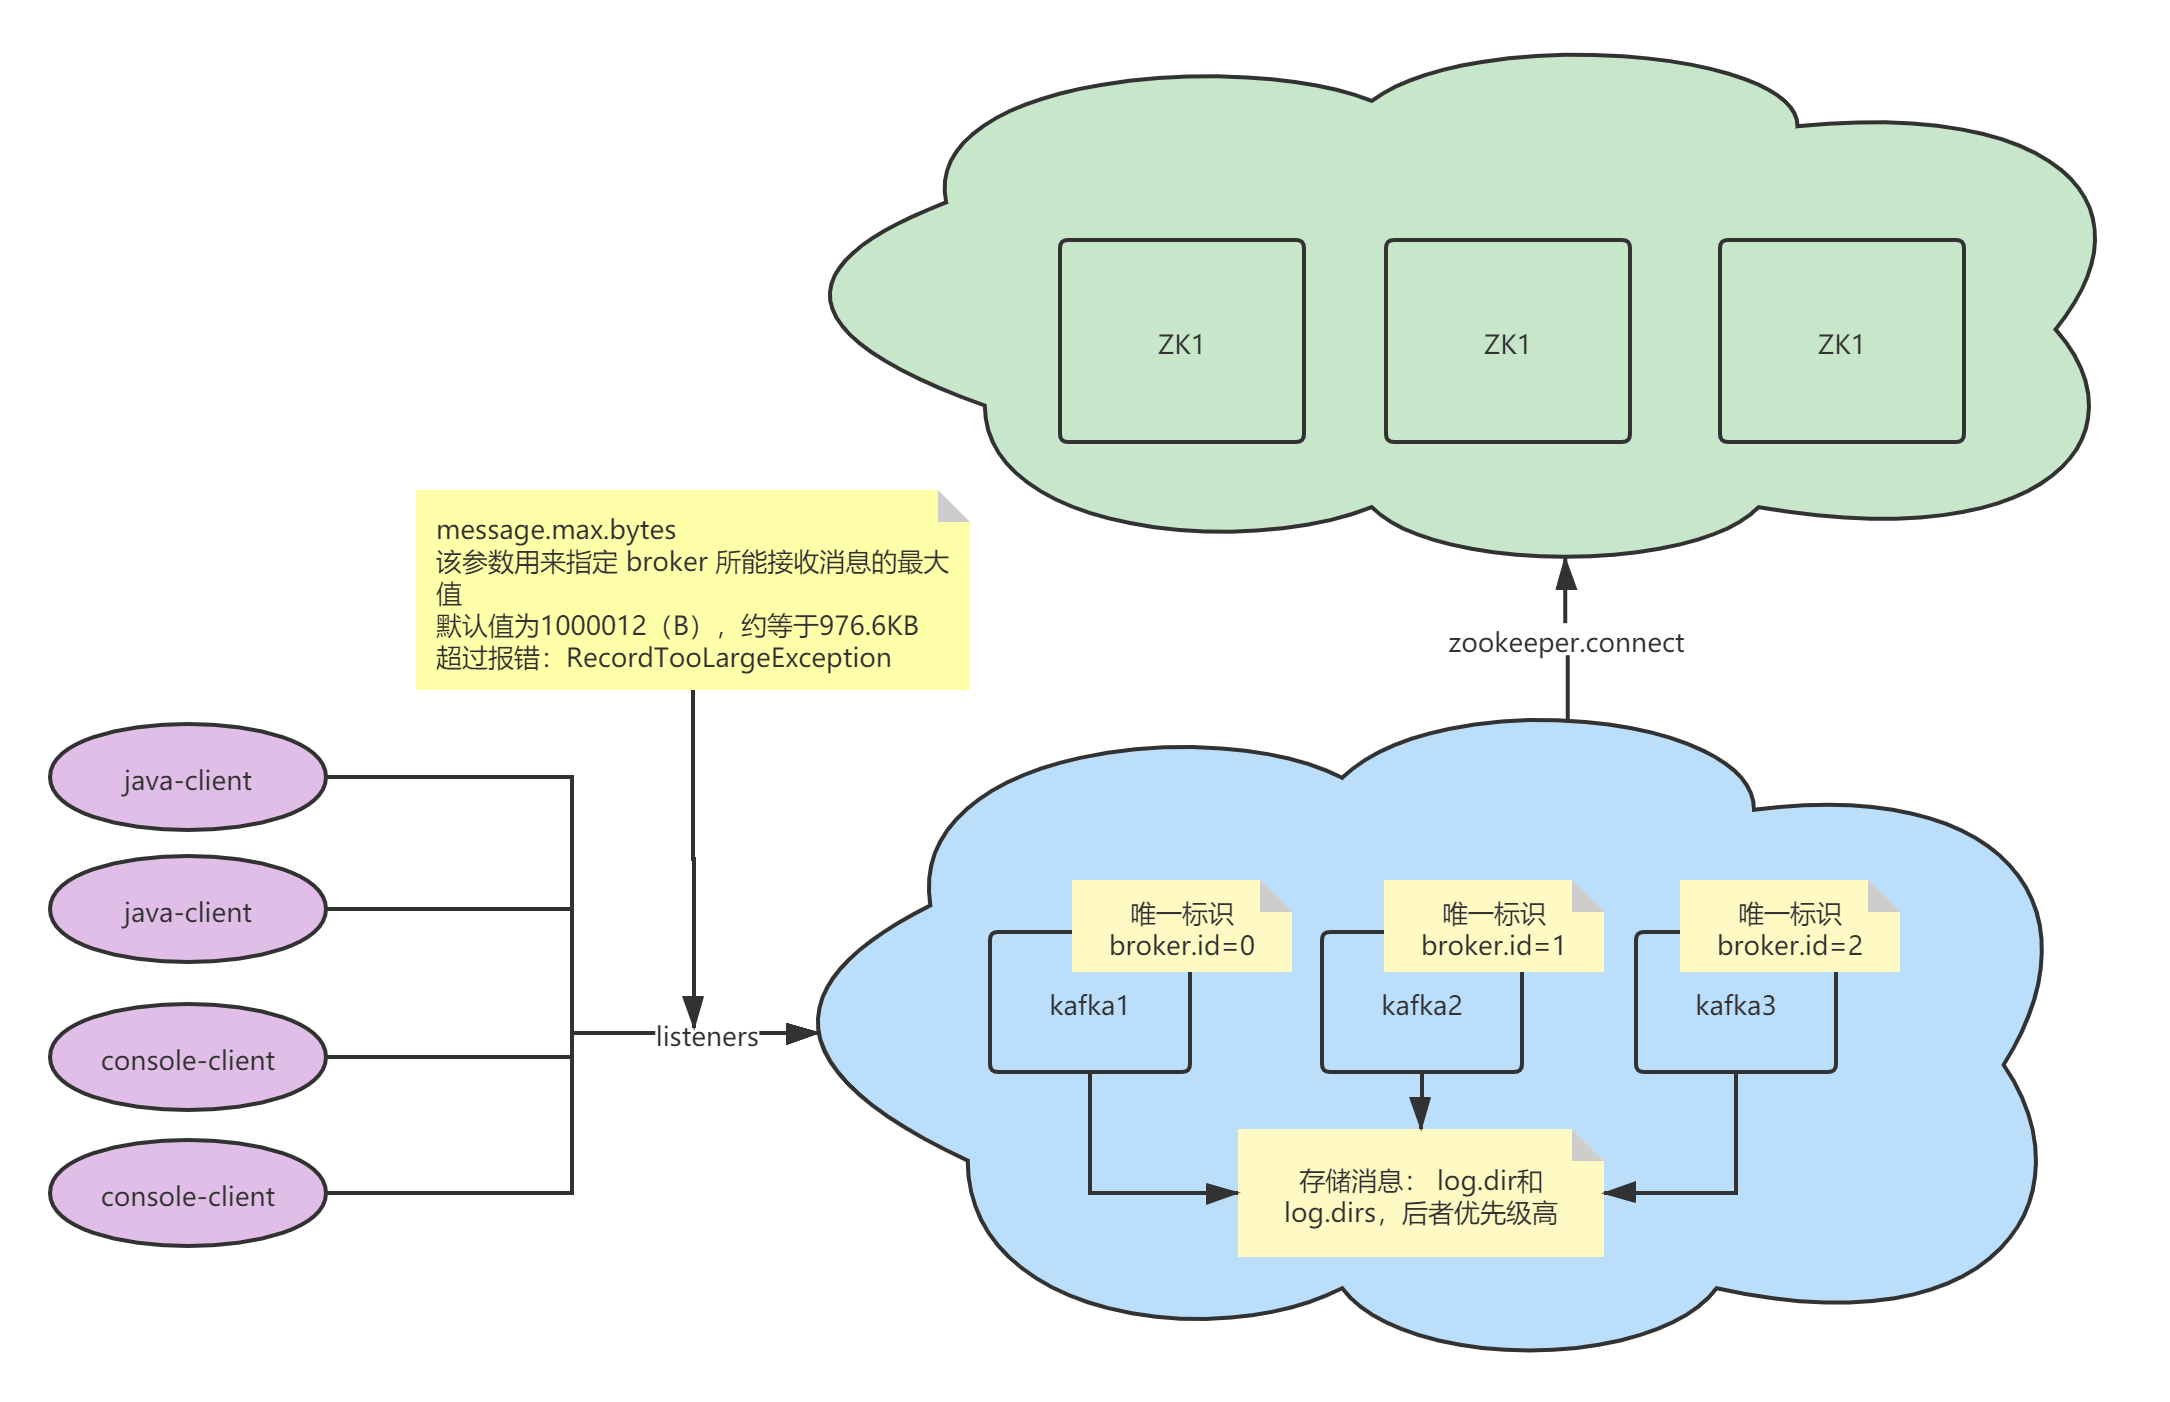 ZK1
ZK1
ZK1
message.max.bytes
该参数用来指定 broker 所能接收消息的最大
值
默认值为1000012（B），约等于976.6KB
超过报错：RecordTooLargeException
zookeeper.connect
java-client
java-client
console-client
console-client
listeners
唯一标识
broker.id=0
kafka1
唯一标识
broker.id=1
kafka2
唯一标识
broker.id=2
kafka3
存储消息： log.dir和
log.dirs，后者优先级高